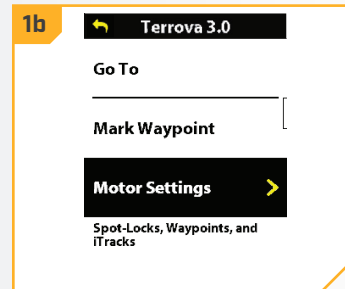 1b
Terrova 3.0
Go To
Mark Waypoint
Motor Settings
Spot-Locks, Waypoints, and
iTracks